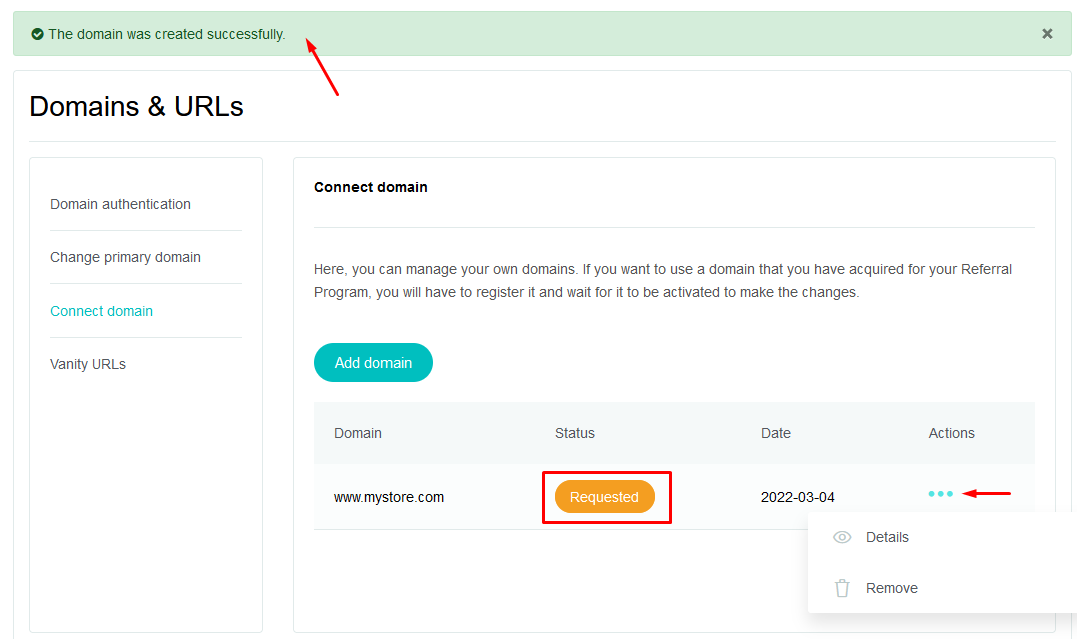 The domain was created successfully.
Domains & URLs
Domain authentication
Change primary domain
Connect domain
Vanity URLs
Connect domain
Here, you can manage your own domains. If you want to use a domain that you have acquired for your Referral
Program, you will have to register it and wait for it to be activated to make the changes.
Add domain
Domain Status Date Actions
www.mystore.com Requested 2022-03-04
Details
Remove